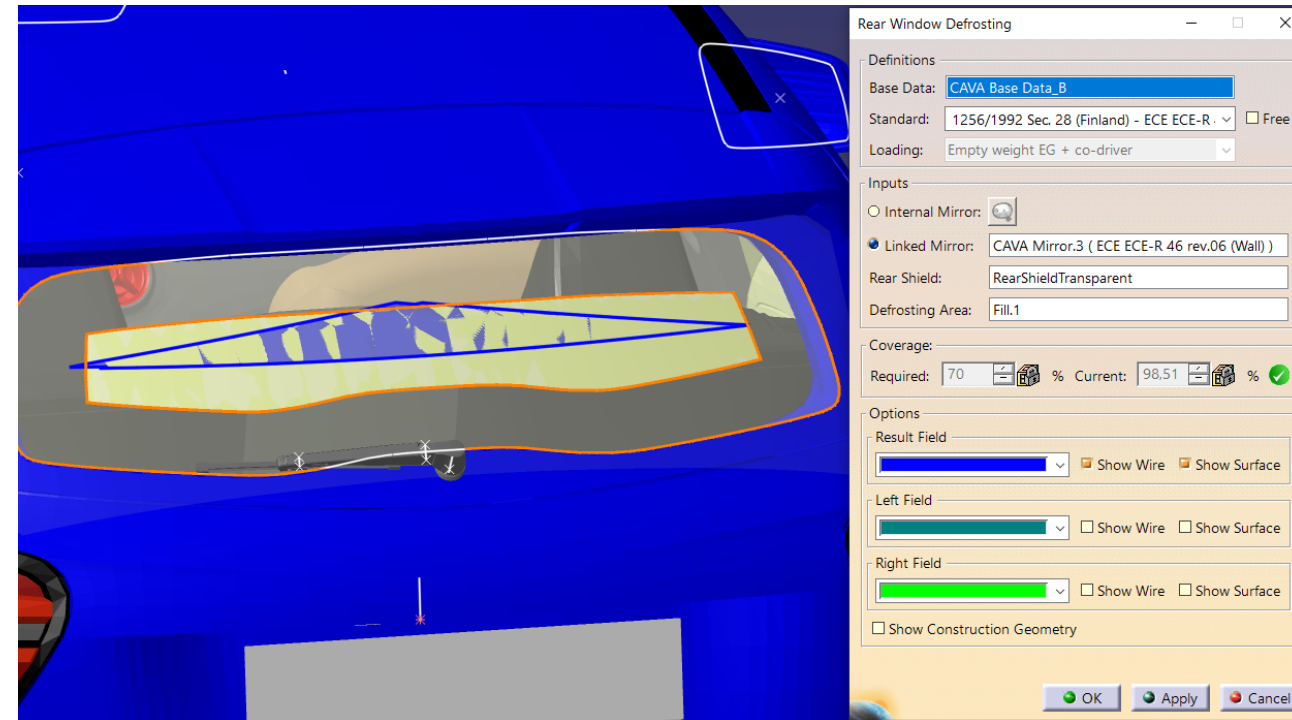 Rear Window Defrosting
Definitions
Base Data: CAVA Base Data_B
Standard: 1256/1992 Sec. 28 (Finland) - ECE ECE-R Free
Loading: Empty weight EG + co-driver
Inputs
Internal Mirror:
Linked Mirror: CAVA Mirror.3 ( ECE ECE-R 46 rev.06 (Wall) )
Rear Shield: RearShieldTransparent
Defrosting Area: Fill.1
Coverage:
Required: 70 % Current: 98,51 %
Options
Result Field
Show Wire Show Surface
Left Field
Show Wire Show Surface
Right Field
Show Wire Show Surface
Show Construction Geometry
OK Apply Cancel